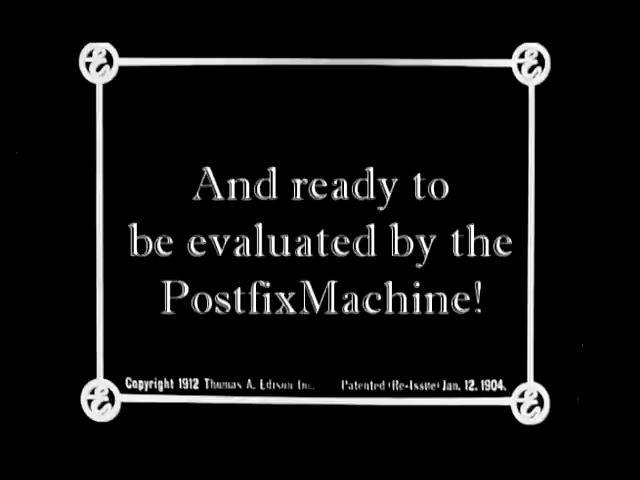 And ready to
be evaluated by the
PostfixMachine!
Copyright 1912 Thomas A. Edison Inc. Patented (Re-Issue) Jan. 12, 1904.